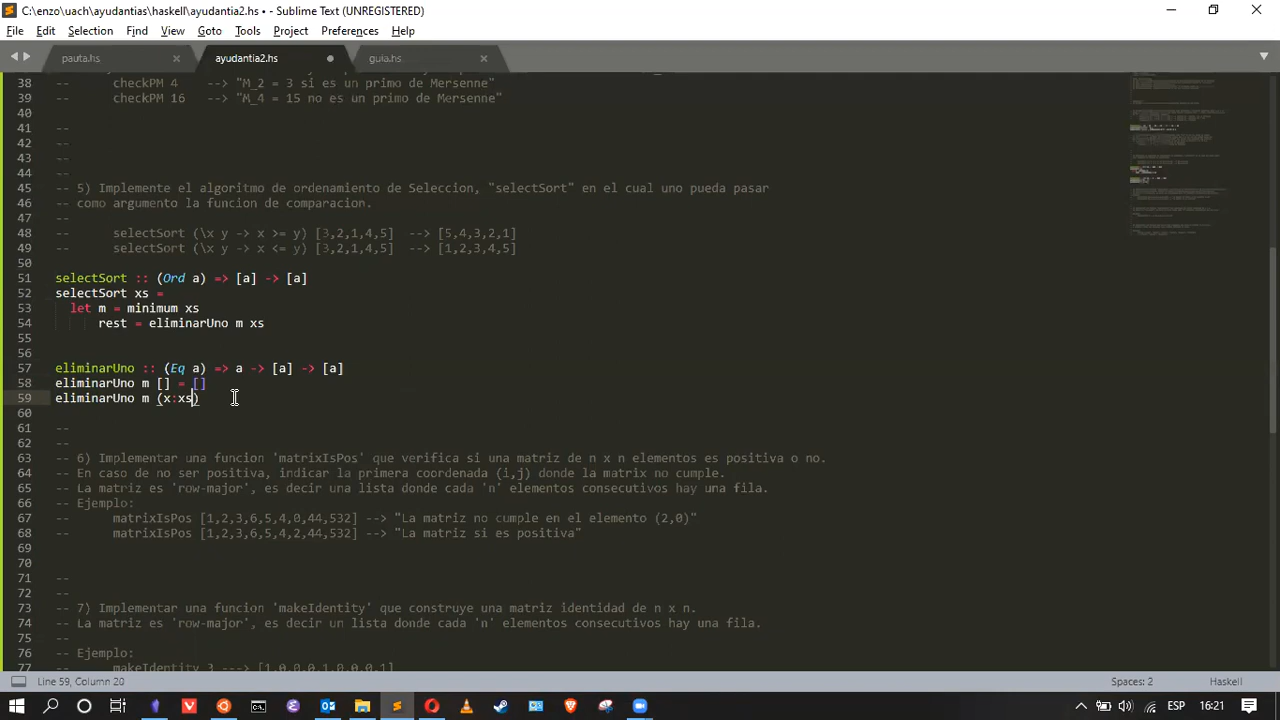 C:\enzo\uach\ayudantias\haskell\ayudantia2.hs • - Sublime Text (UNREGISTERED)
File Edit Selection Find View Goto Tools Project Preferences Help
pauta.hs ayudantia2.hs guia.hs
38 -- checkPM 4 --> "M_2 = 3 si es un primo de Mersenne"
39 -- checkPM 16 --> "M_4 = 15 no es un primo de Mersenne"
40
41 --
42 --
43 --
44 --
45 -- 5) Implemente el algoritmo de ordenamiento de Seleccion, "selectSort" en el cual uno pueda pasar
46 -- como argumento la funcion de comparacion.
47 --
48 -- selectSort (\x y -> x >= y) [3,2,1,4,5] --> [5,4,3,2,1]
49 -- selectSort (\x y -> x <= y) [3,2,1,4,5] --> [1,2,3,4,5]
50
51 selectSort :: (Ord a) => [a] -> [a]
52 selectSort xs =
53 let m = minimum xs
54 rest = eliminarUno m xs
55
56
57 eliminarUno :: (Eq a) => a -> [a] -> [a]
58 eliminarUno m [] = []
59 eliminarUno m (x:xs)
60
61 --
62 --
63 -- 6) Implementar una funcion 'matrixIsPos' que verifica si una matriz de n x n elementos es positiva o no.
64 -- En caso de no ser positiva, indicar la primera coordenada (i,j) donde la matrix no cumple.
65 -- La matriz es 'row-major', es decir una lista donde cada 'n' elementos consecutivos hay una fila.
66 -- Ejemplo:
67 -- matrixIsPos [1,2,3,6,5,4,0,44,532] --> "La matriz no cumple en el elemento (2,0)"
68 -- matrixIsPos [1,2,3,6,5,4,2,44,532] --> "La matriz si es positiva"
69
70
71 --
72 --
73 -- 7) Implementar una funcion 'makeIdentity' que construye una matriz identidad de n x n.
74 -- La matriz es 'row-major', es decir un lista donde cada 'n' elementos consecutivos hay una fila.
75 --
76 -- Ejemplo:
77 -- makeIdentity 3 ---> [1,0,0,0,1,0,0,0,1]
Line 59, Column 20 Spaces: 2 Haskell
ESP 16:21